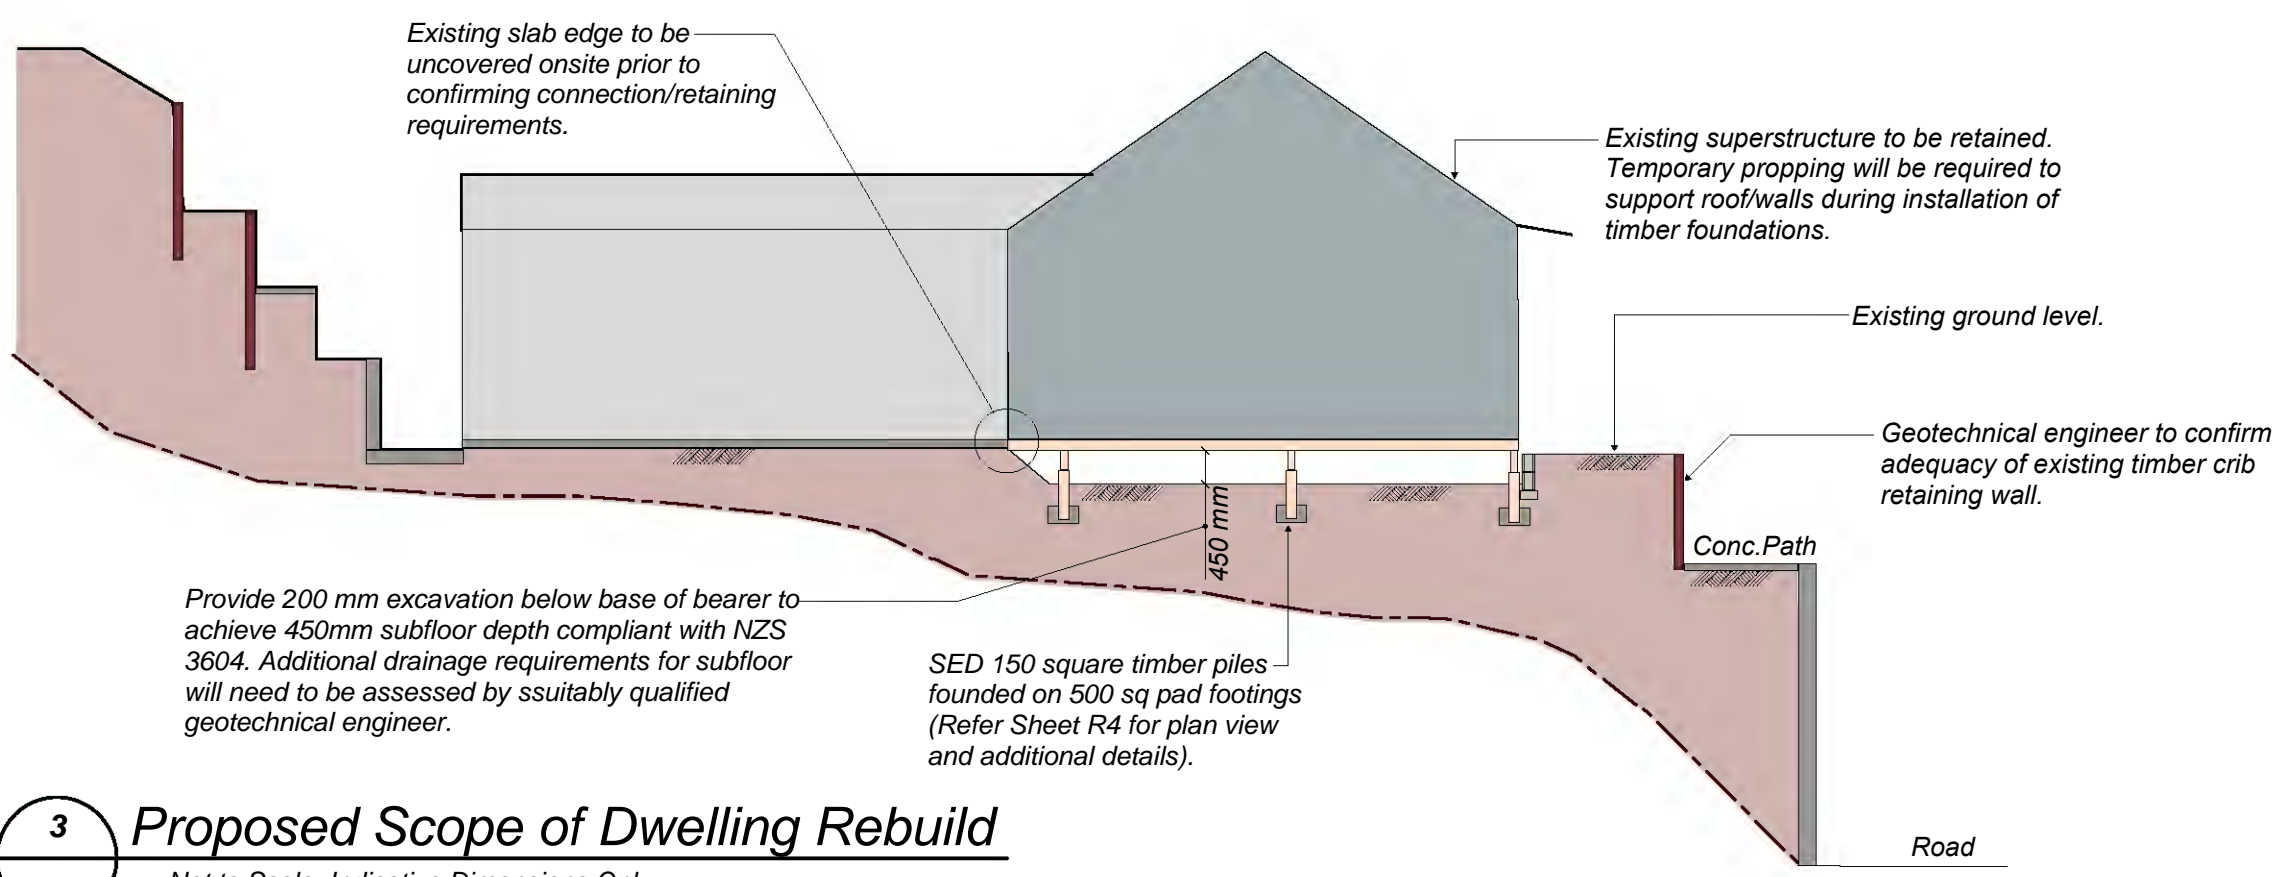 Existing slab edge to be
uncovered onsite prior to
confirming connection/retaining
requirements.
Existing superstructure to be retained.
Temporary propping will be required to
support roof/walls during installation of
timber foundations.
Existing ground level.
Geotechnical engineer to confirm
adequacy of existing timber crib
retaining wall.
Conc.Path
450 mm
Provide 200 mm excavation below base of bearer to
achieve 450mm subfloor depth compliant with NZS
3604. Additional drainage requirements for subfloor
will need to be assessed by ssuitably qualified
geotechnical engineer.
SED 150 square timber piles
founded on 500 sq pad footings
(Refer Sheet R4 for plan view
and additional details).
3
Proposed Scope of Dwelling Rebuild
Road